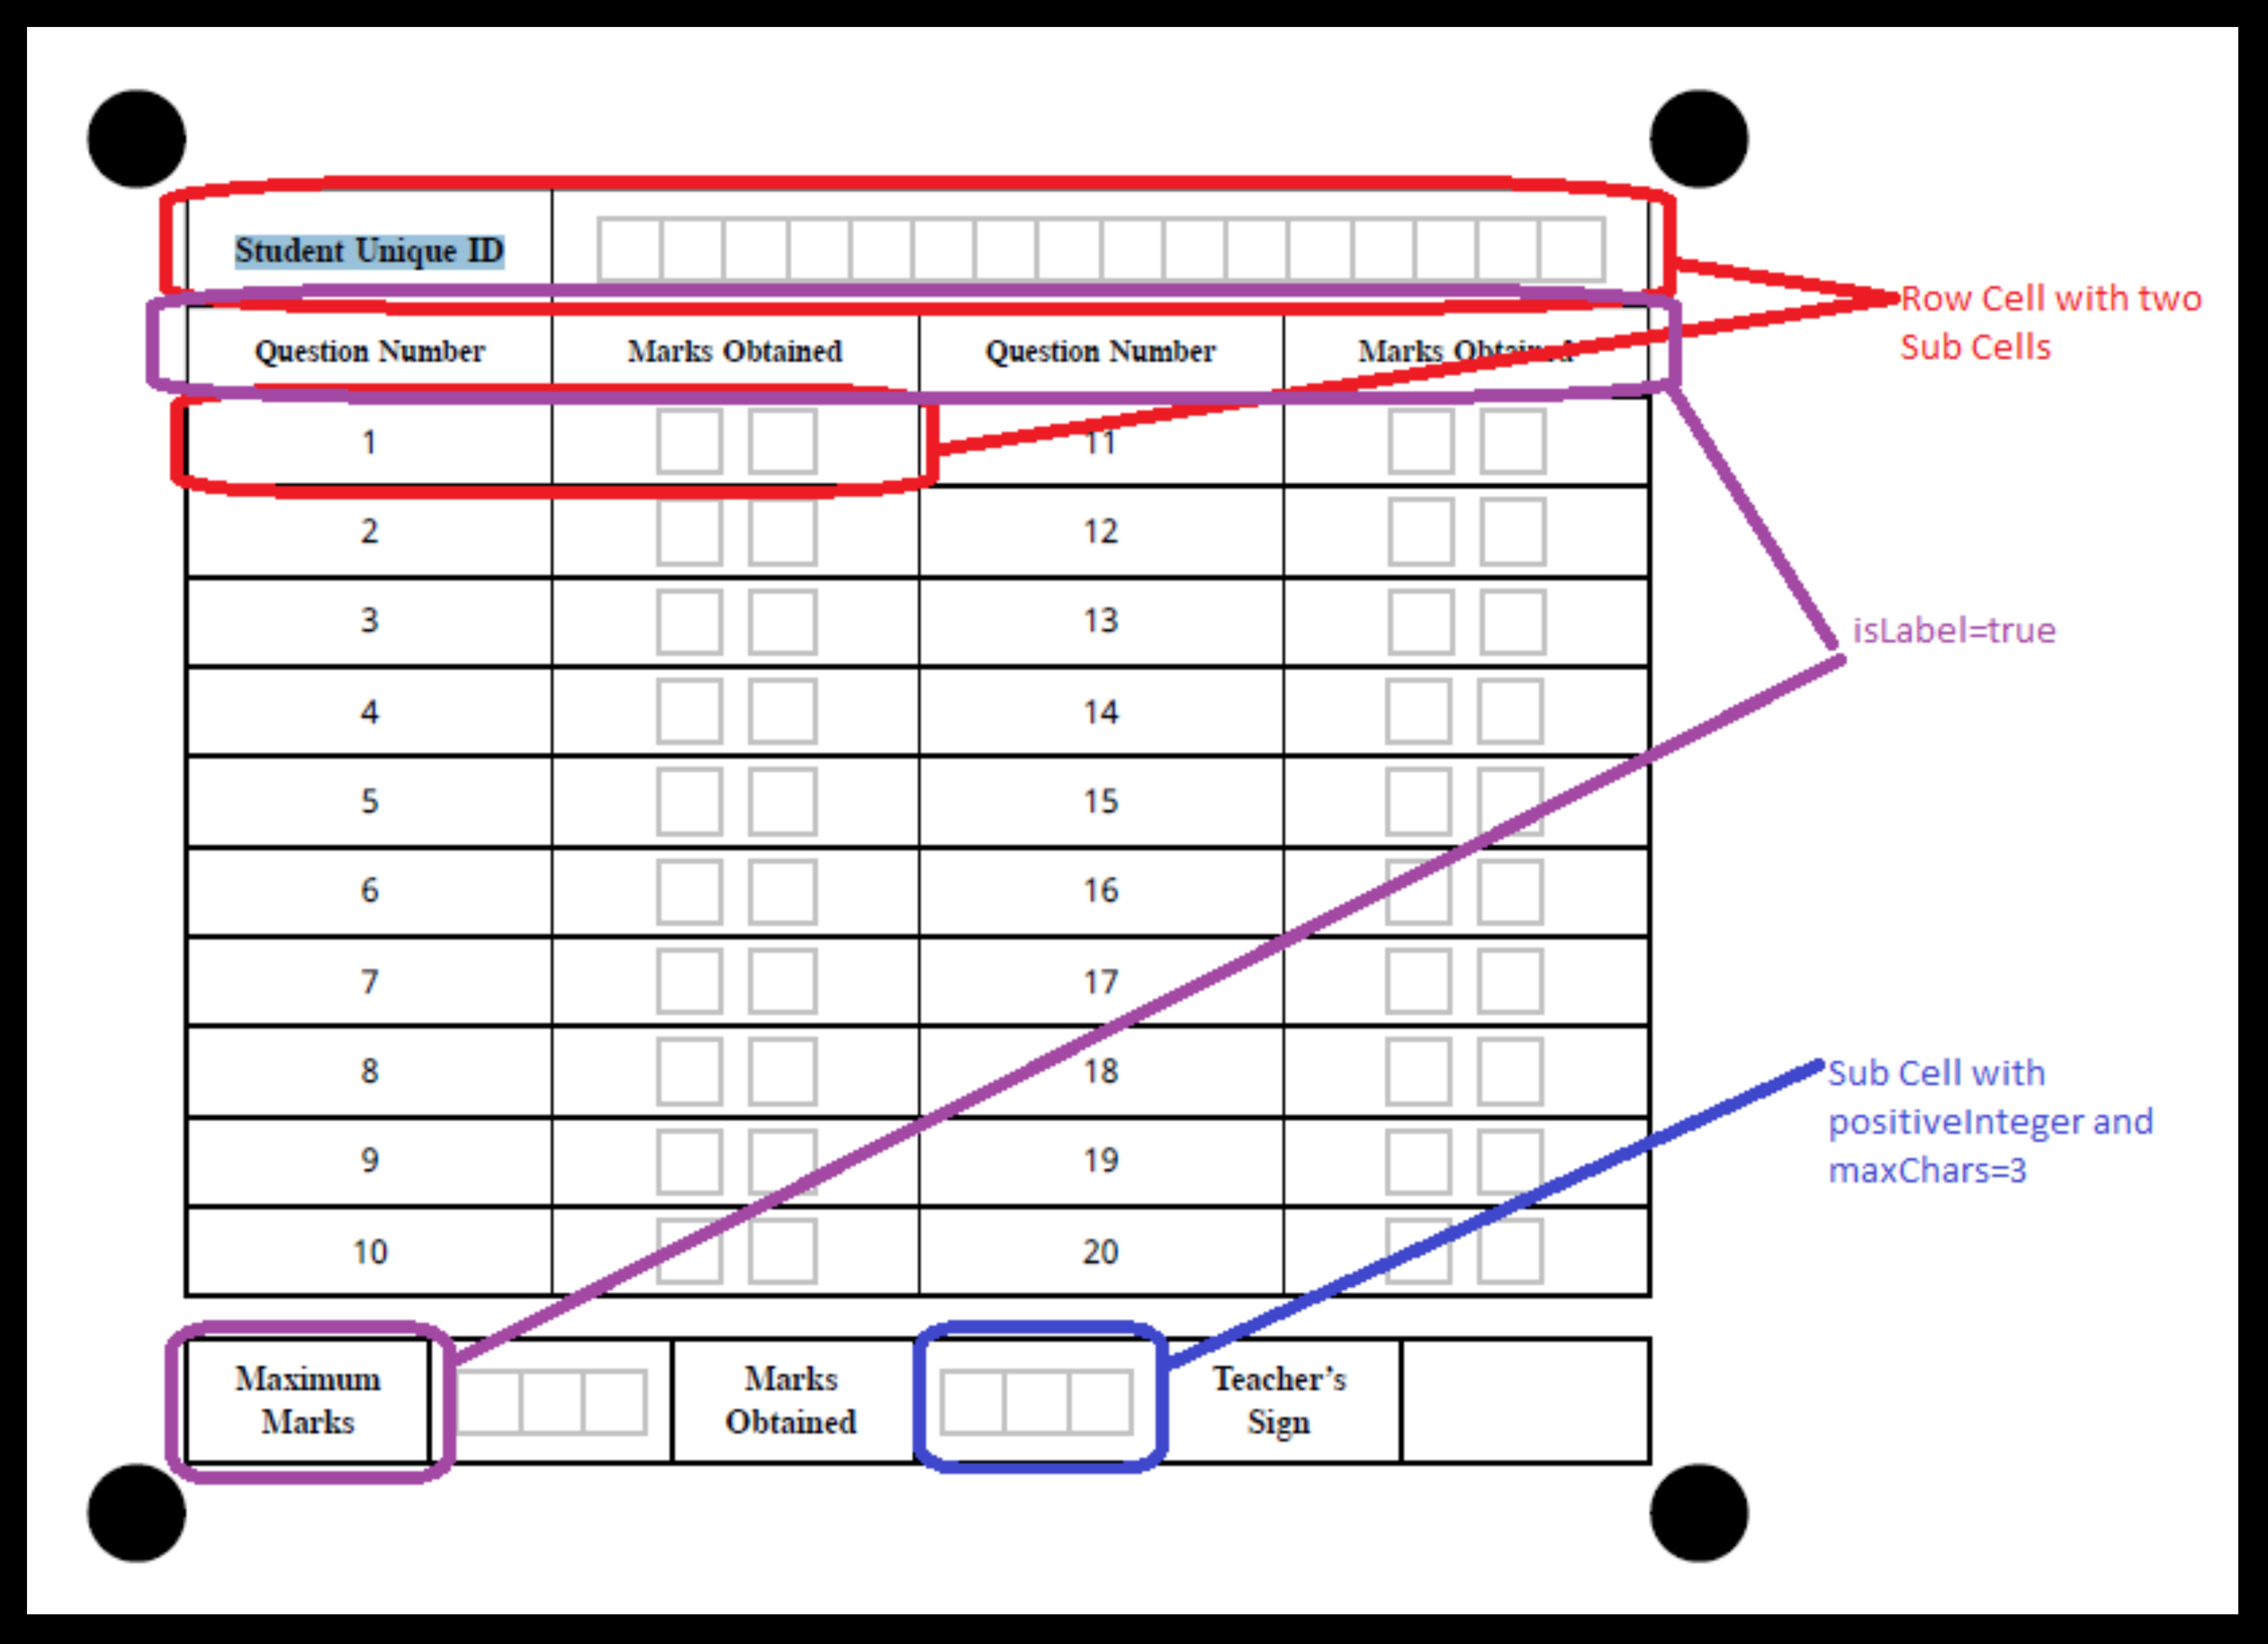 Student Unique ID
Row Cell with two
Sub Cells
Question Number Marks Obtained Question Number Marks Obtained
1 11
2 12
3 13
isLabel=true
4 14
5 15
6 16
7 17
8 18
Sub Cell with
positiveInteger and
maxChars=3
9 19
10 20
Maximum
Marks
Marks
Obtained
Teacher’s
Sign